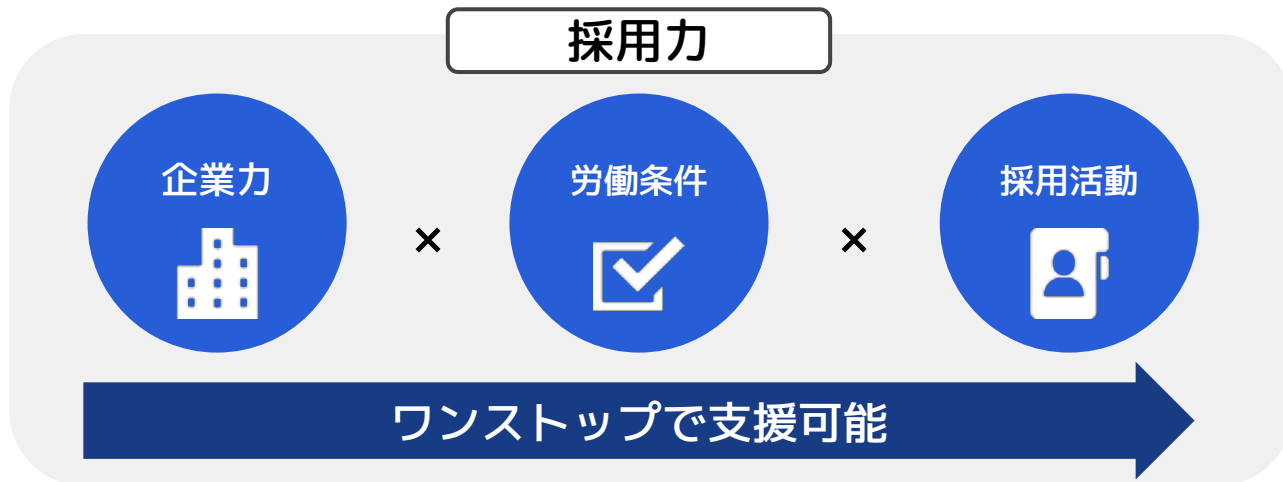 採用力
企業力
×
労働条件
×
採用活動
ワンストップで支援可能